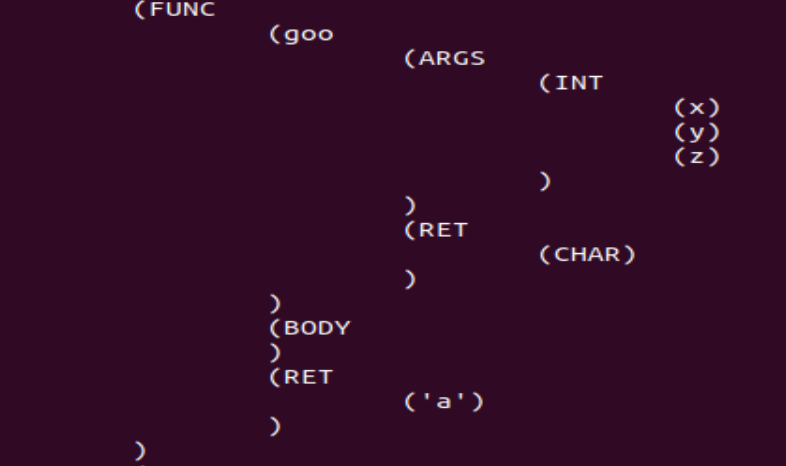 (FUNC
(goo
(ARGS
(INT
(x)
(y)
(z)
)
)
(RET
(CHAR)
)
)
(BODY
)
(RET
('a')
)
)